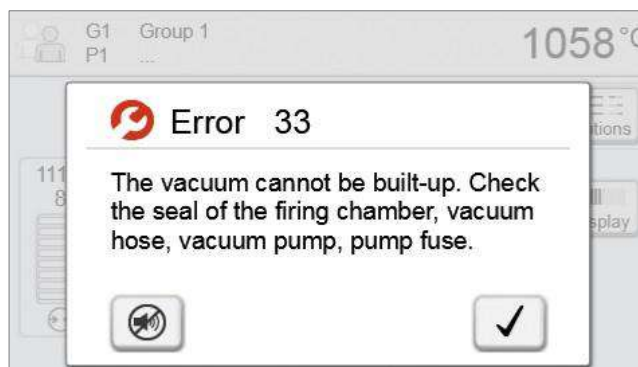 G1 Group 1
P1 ...
1058 °C
Error 33
The vacuum cannot be built-up. Check
the seal of the firing chamber, vacuum
hose, vacuum pump, pump fuse.